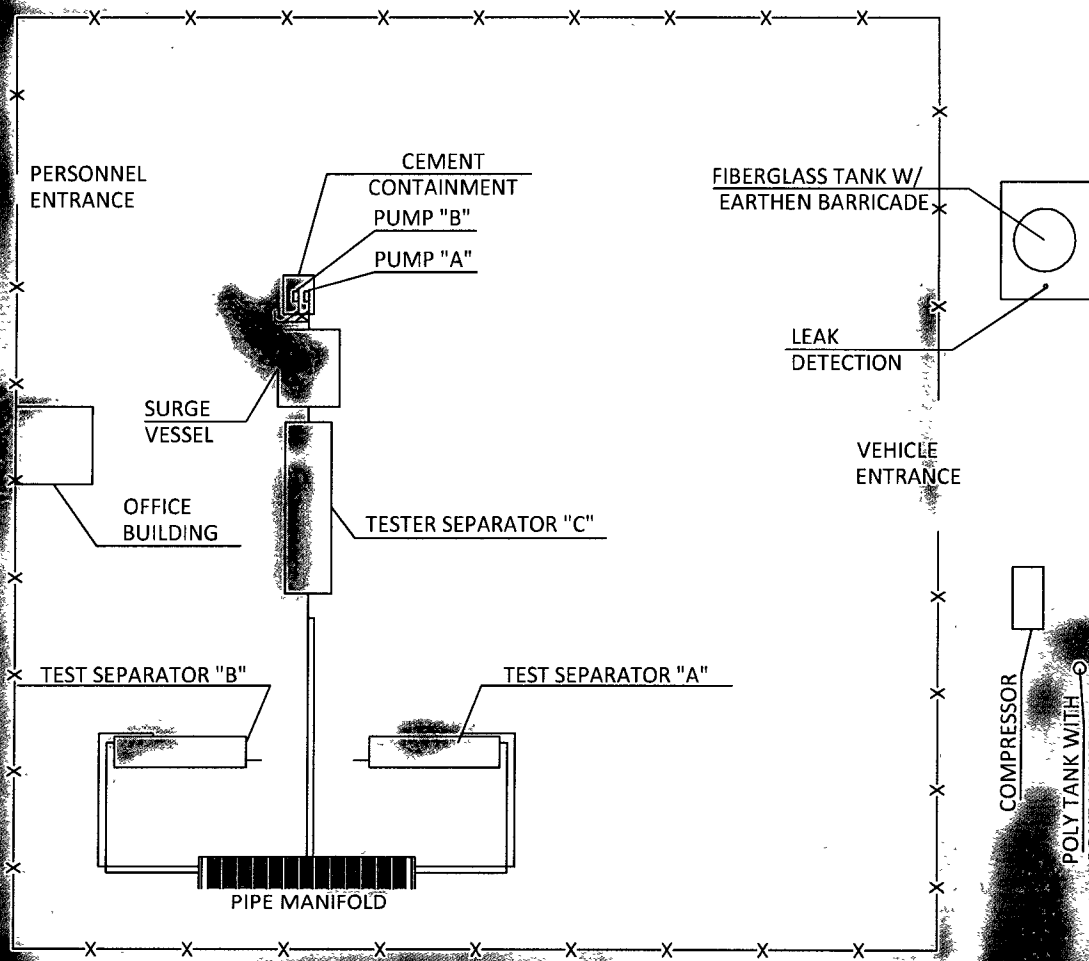 PERSONNEL
ENTRANCE
CEMENT
CONTAINMENT
PUMP "B"
PUMP "A"
FIBERGLASS TANK W/
EARTHEN BARRICADE
LEAK
DETECTION
SURGE
VESSEL
VEHICLE
ENTRANCE
OFFICE
BUILDING
TESTER SEPARATOR "C"
TEST SEPARATOR "B"
TEST SEPARATOR "A"
COMPRESSOR
POLY TANK WITH
PIPE MANIFOLD